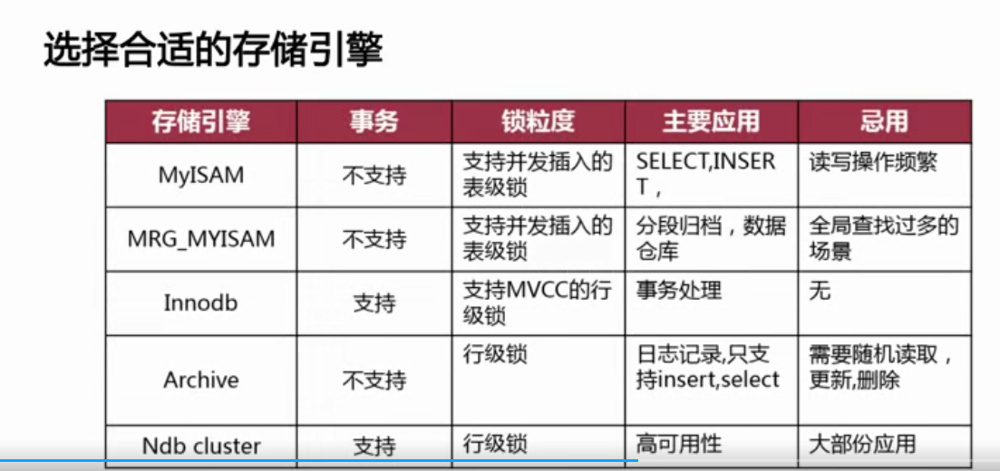 选择合适的存储引擎
存储引擎 事务 锁粒度 主要应用 忌用
MyISAM 不支持 支持并发插入的 SELECT,INSER 读写操作频繁
表级锁 T，
MRG_MYISAM 不支持 支持并发插入的 分段归档，数据 全局查找过多的
表级锁 仓库 场景
Innodb 支持 支持MVCC的行 事务处理 无
级锁
Archive 不支持 行级锁 日志记录,只支 需要随机读取，
持insert,select 更新,删除
Ndb cluster 支持 行级锁 高可用性 大部份应用